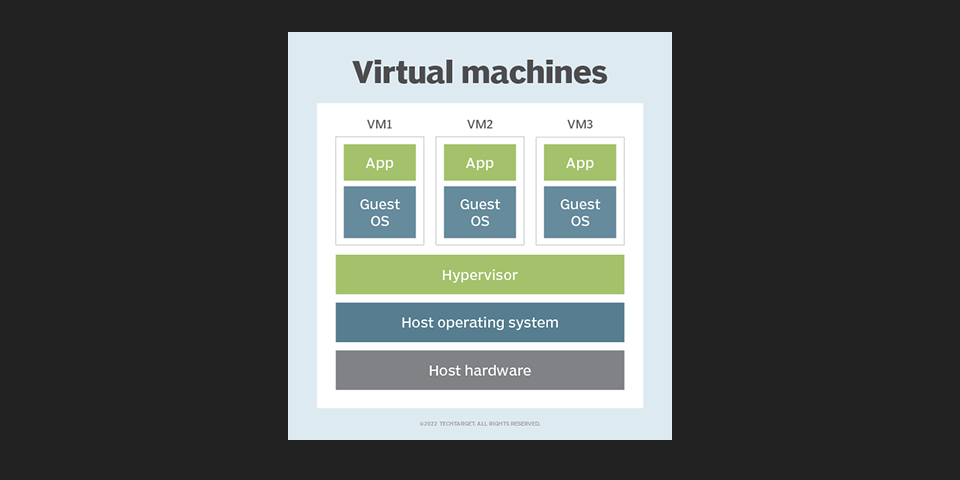 Virtual machines
VM1 VM2 VM3
App App App
Guest Guest Guest
OS OS OS
Hypervisor
Host operating system
Host hardware
©2022 TECHTARGET. ALL RIGHTS RESERVED.